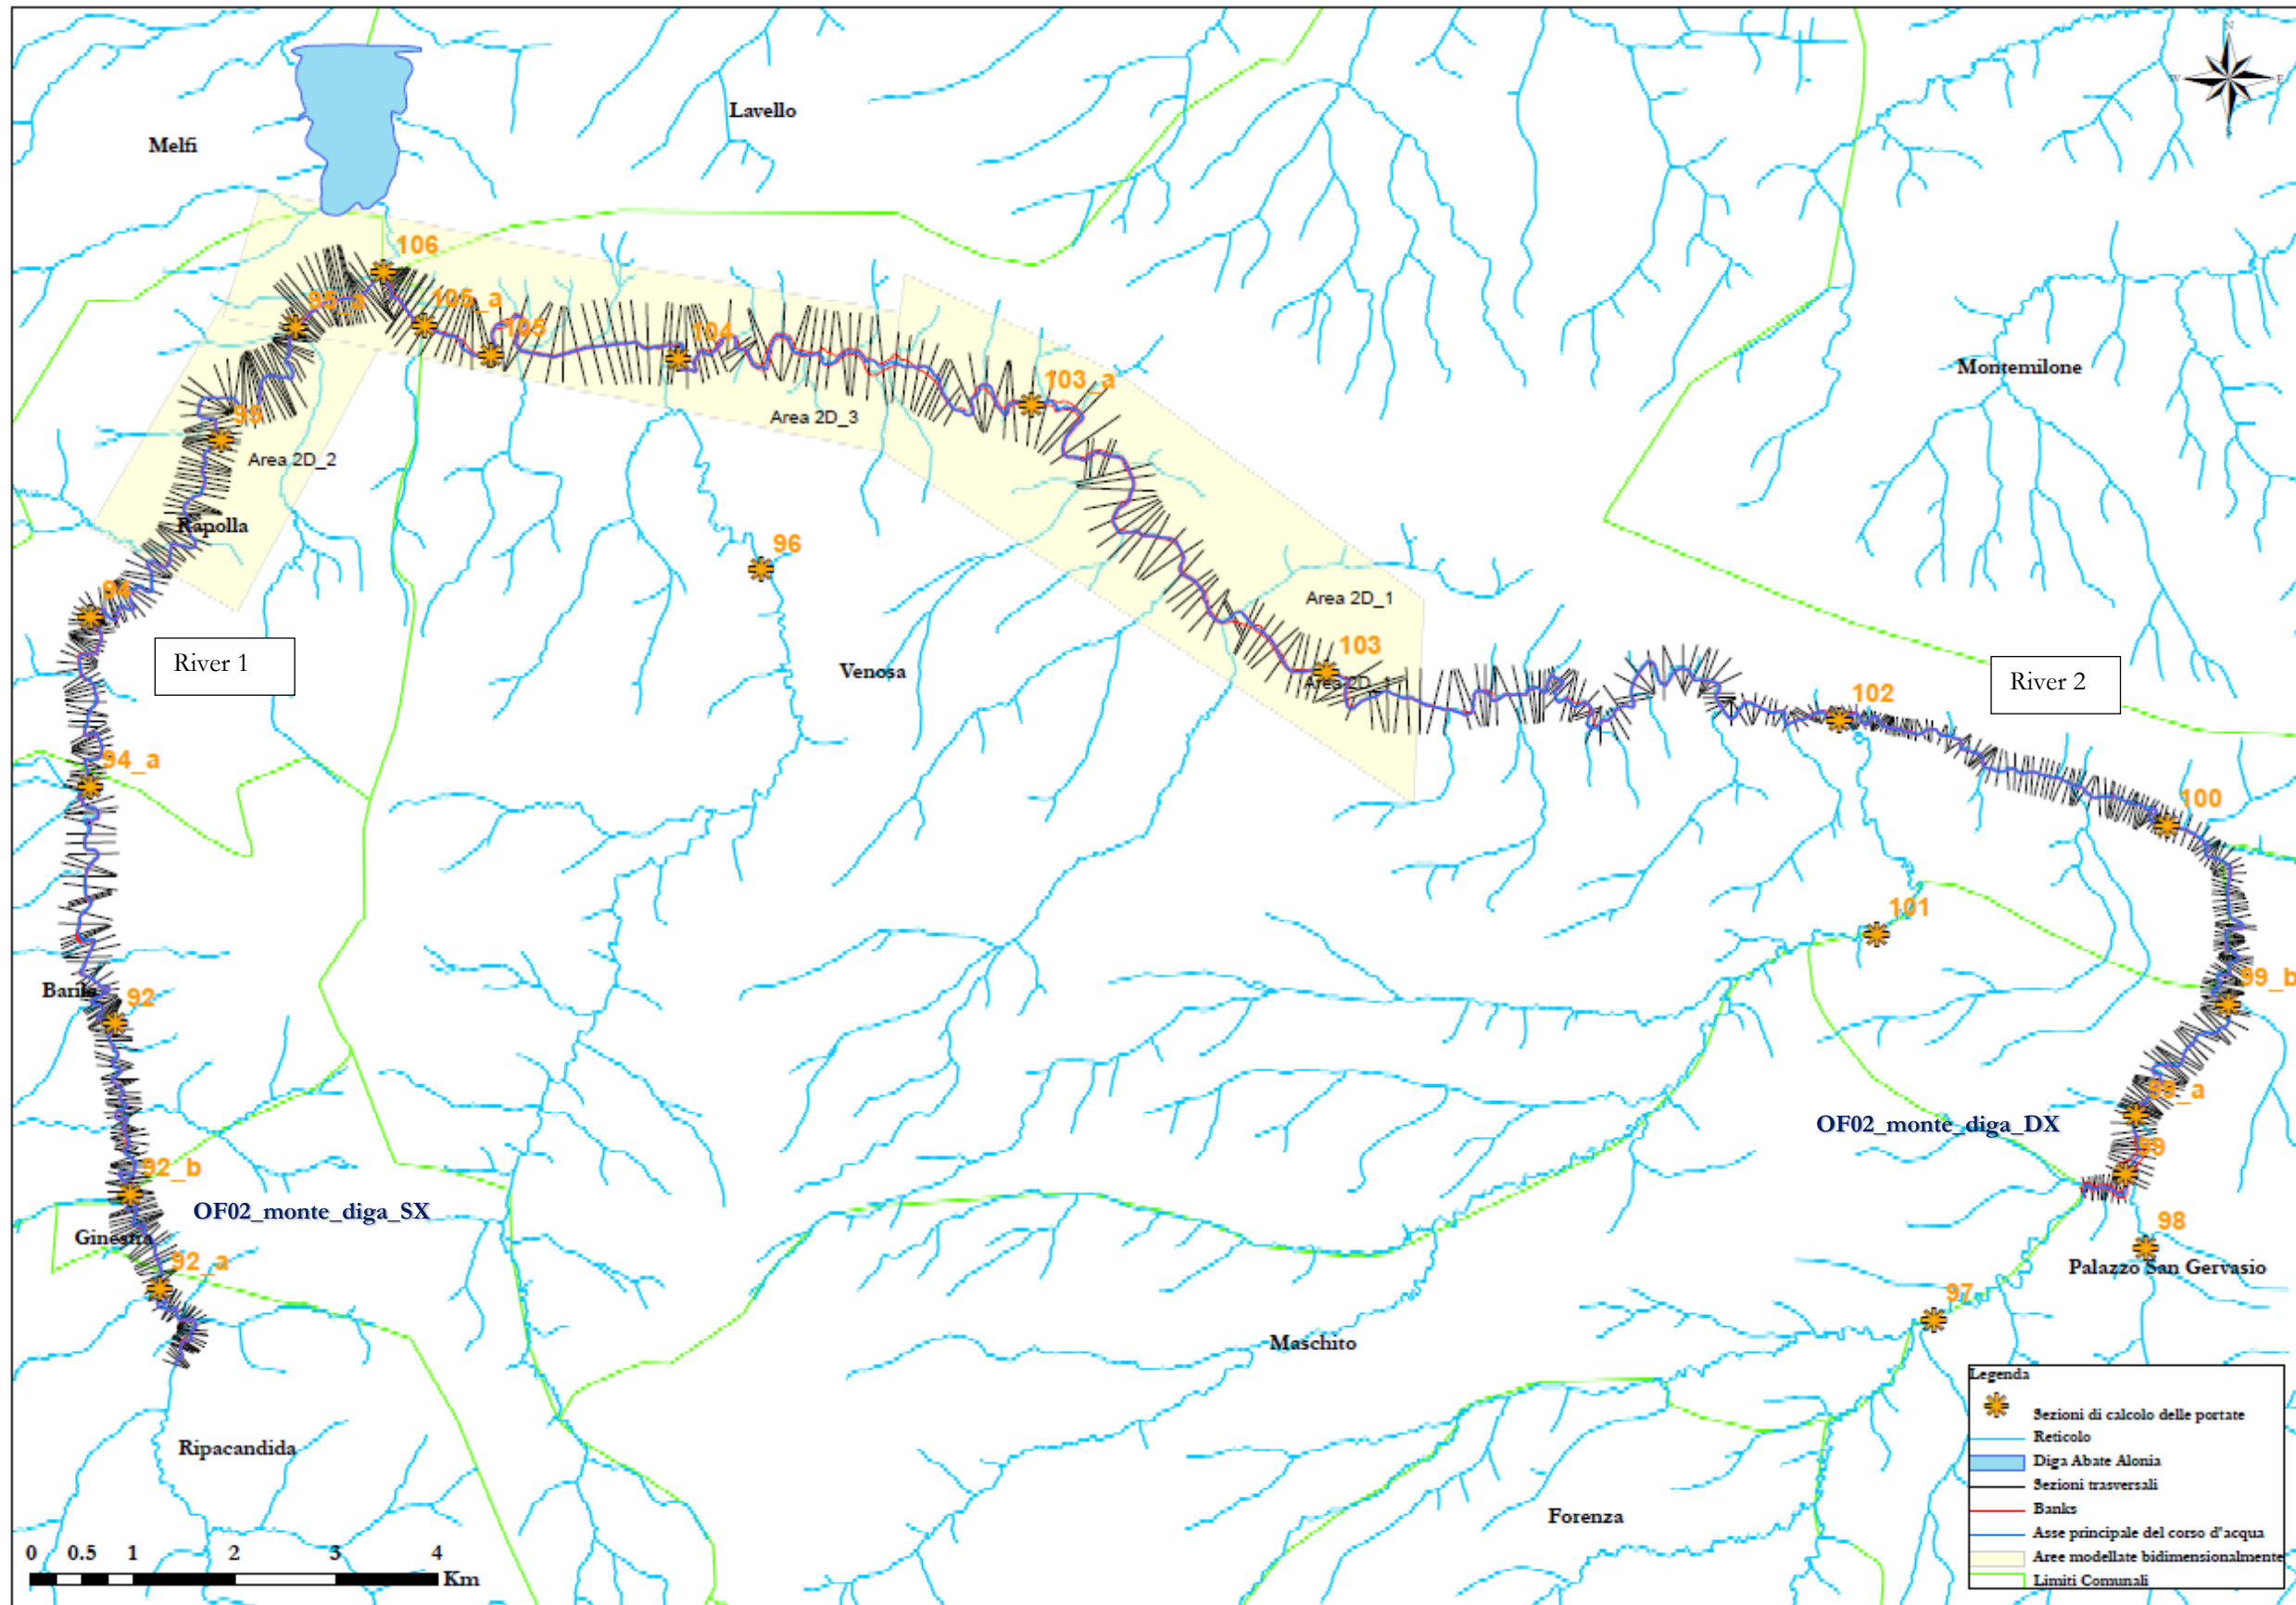 N
W
E
S
Lavello
Melfi
106
95_a
105_a
105
104
Montemilone
103_a
95
Area 2D_3
Area 2D_2
Rapolla
96
94
Area 2D_1
River 1
Venosa
103
Area 2D_1
River 2
102
94_a
100
101
99_b
Barile
92
99_a
OF02_monte_diga_DX
99
92_b
OF02_monte_diga_SX
98
Ginestra
92_a
Palazzo San Gervasio
97
Maschito
Legenda
Sezioni di calcolo delle portate
Reticolo
Diga Abate Alonia
Sezioni trasversali
Banks
Asse principale del corso d'acqua
Aree modellate bidimensionalmente
Limiti Comunali
Ripacandida
Forenza
0 0.5 1 2 3 4
Km